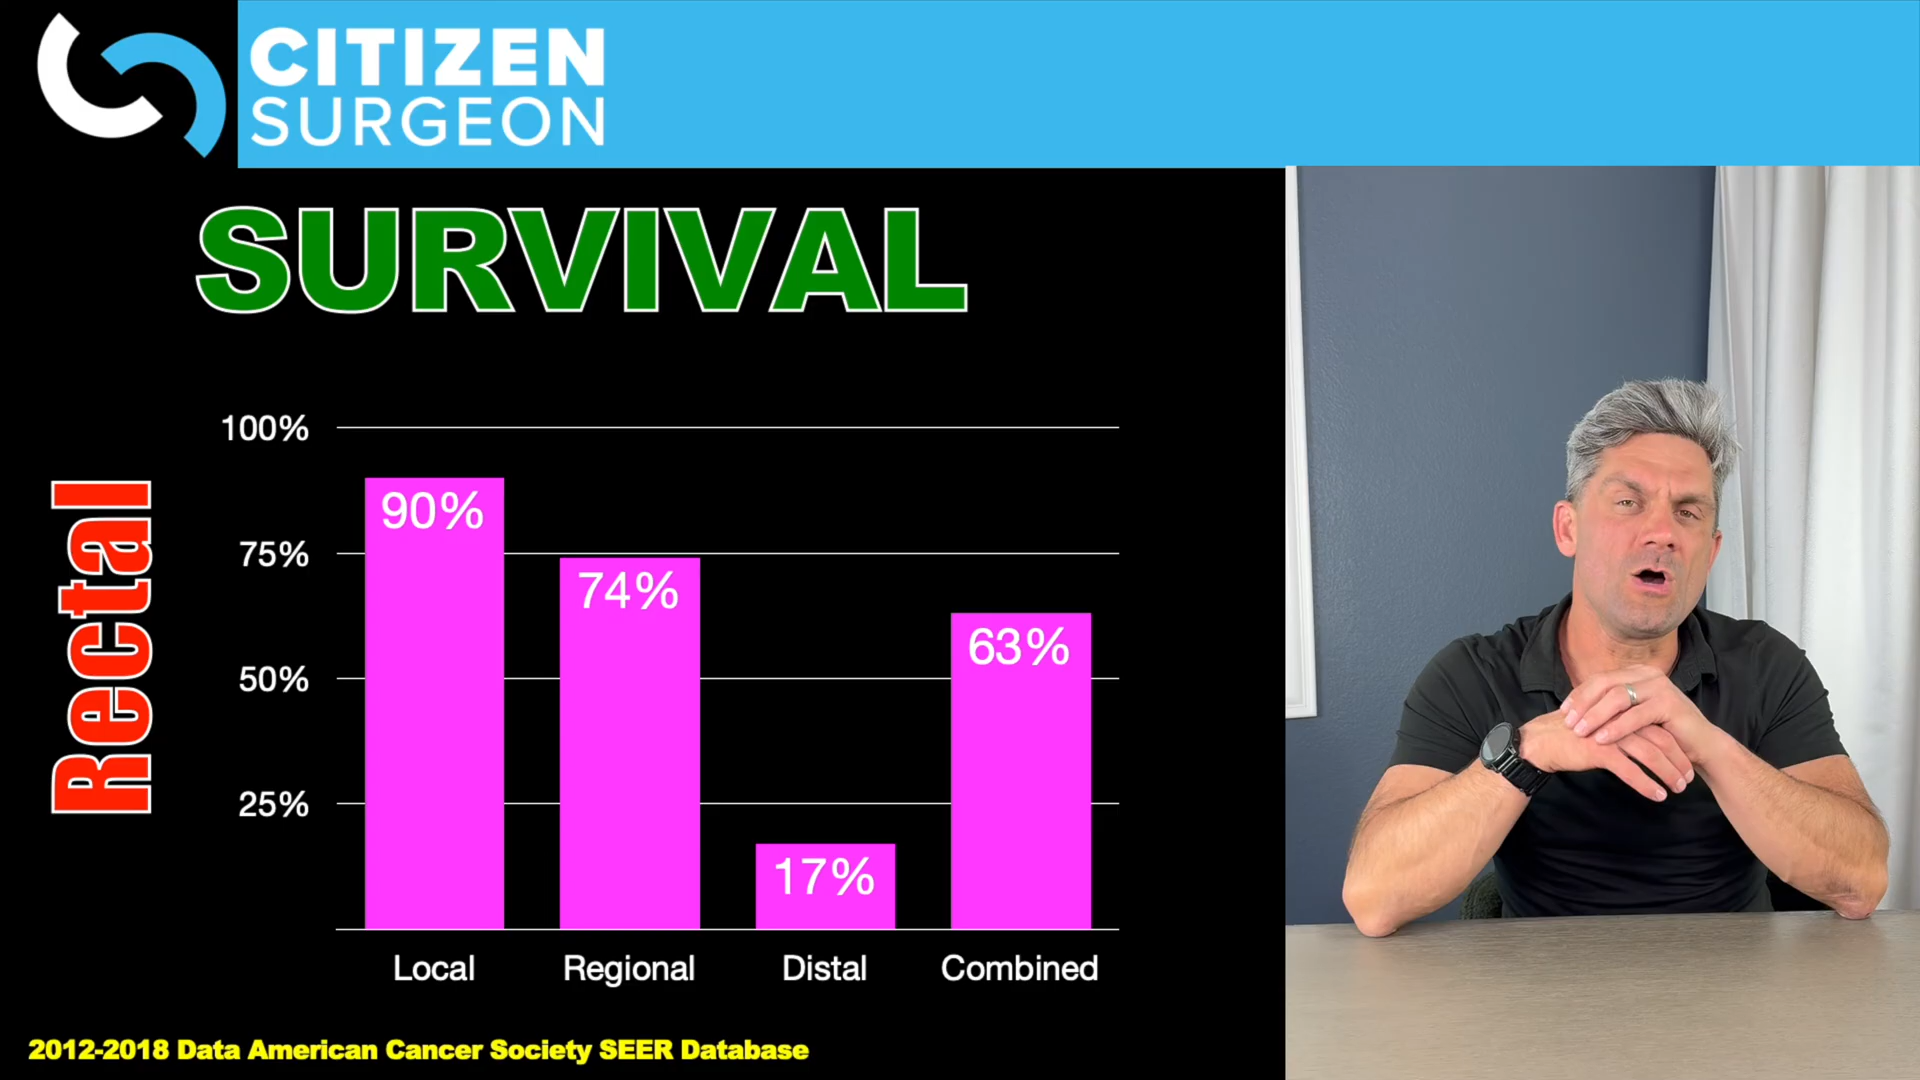 CITIZEN
SURGEON
SURVIVAL
Rectal
100%
75%
50%
25%
90%
74%
17%
63%
Local
Regional
Distal
Combined
2012-2018 Data American Cancer Society SEER Database